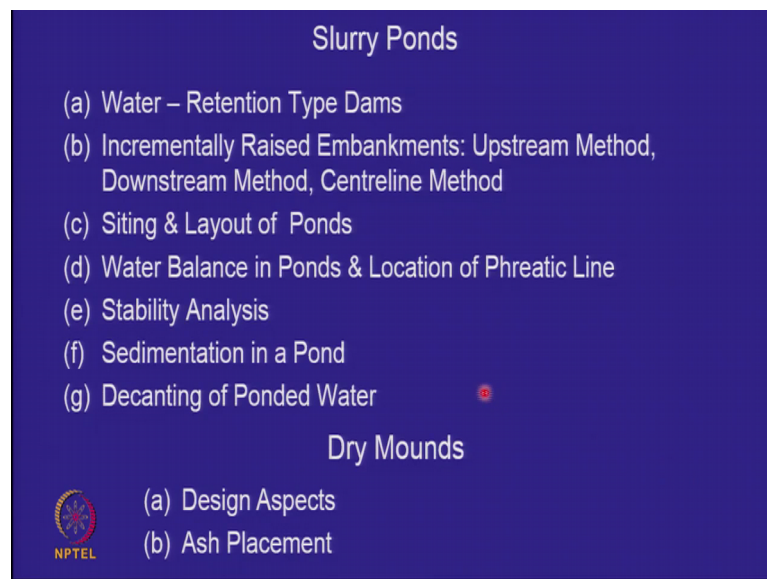 Slurry Ponds
(a) Water – Retention Type Dams
(b) Incrementally Raised Embankments: Upstream Method,
Downstream Method, Centreline Method
(c) Siting & Layout of Ponds
(d) Water Balance in Ponds & Location of Phreatic Line
(e) Stability Analysis
(f) Sedimentation in a Pond
(g) Decanting of Ponded Water
Dry Mounds
(a) Design Aspects
(b) Ash Placement
NPTEL